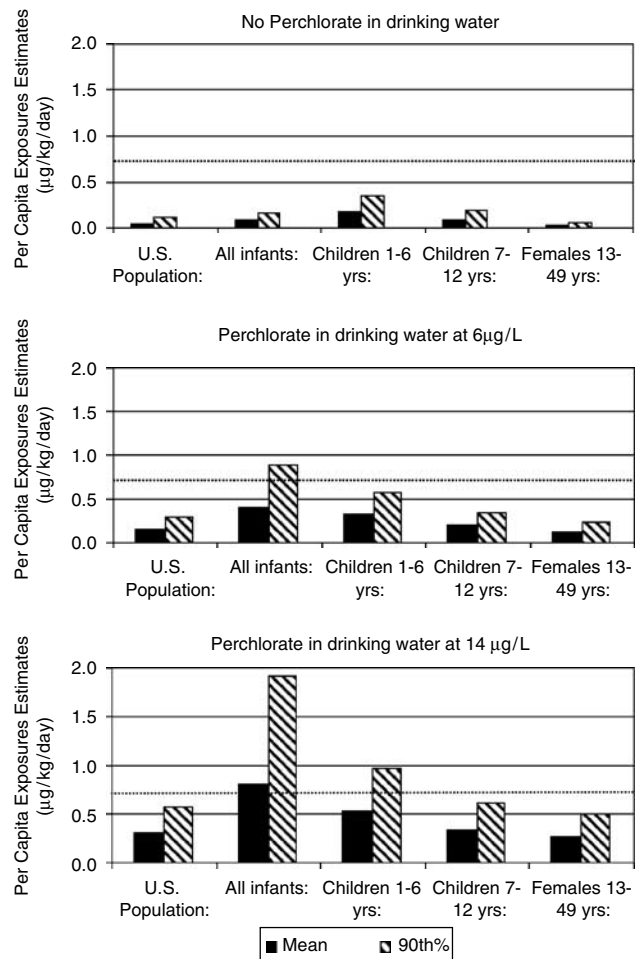 No Perchlorate in drinking water
Per Capita Exposures Estimates
(μg/kg/day)
2.0
1.5
1.0
0.5
0.0
U.S.
Population:
All infants:
Children 1-6
yrs:
Children 7-
12 yrs:
Females 13-
49 yrs:
Perchlorate in drinking water at 6μg/L
Per Capita Exposures Estimates
(μg/kg/day)
2.0
1.5
1.0
0.5
0.0
U.S.
Population:
All infants:
Children 1-6
yrs:
Children 7-
12 yrs:
Females 13-
49 yrs:
Perchlorate in drinking water at 14 μg/L
Per Capita Exposures Estimates
(μg/kg/day)
2.0
1.5
1.0
0.5
0.0
U.S.
Population:
All infants:
Children 1-6
yrs:
Children 7-
12 yrs:
Females 13-
49 yrs:
Mean
90th%